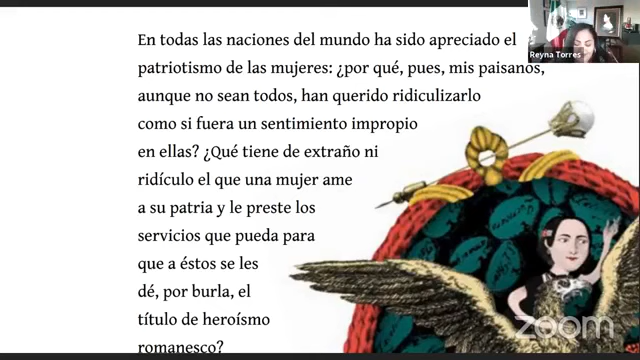 En todas las naciones del mundo ha sido apreciado el
patriotismo de las mujeres: ¿por qué, pues, mis paisanos,
aunque no sean todos, han querido ridiculizarlo
como si fuera un sentimiento impropio
en ellas? ¿Qué tiene de extraño ni
ridículo el que una mujer ame
a su patria y le preste los
servicios que pueda para
que a éstos se les
dé, por burla, el
título de heroísmo
romanesco?
Reyna Torres
zoom